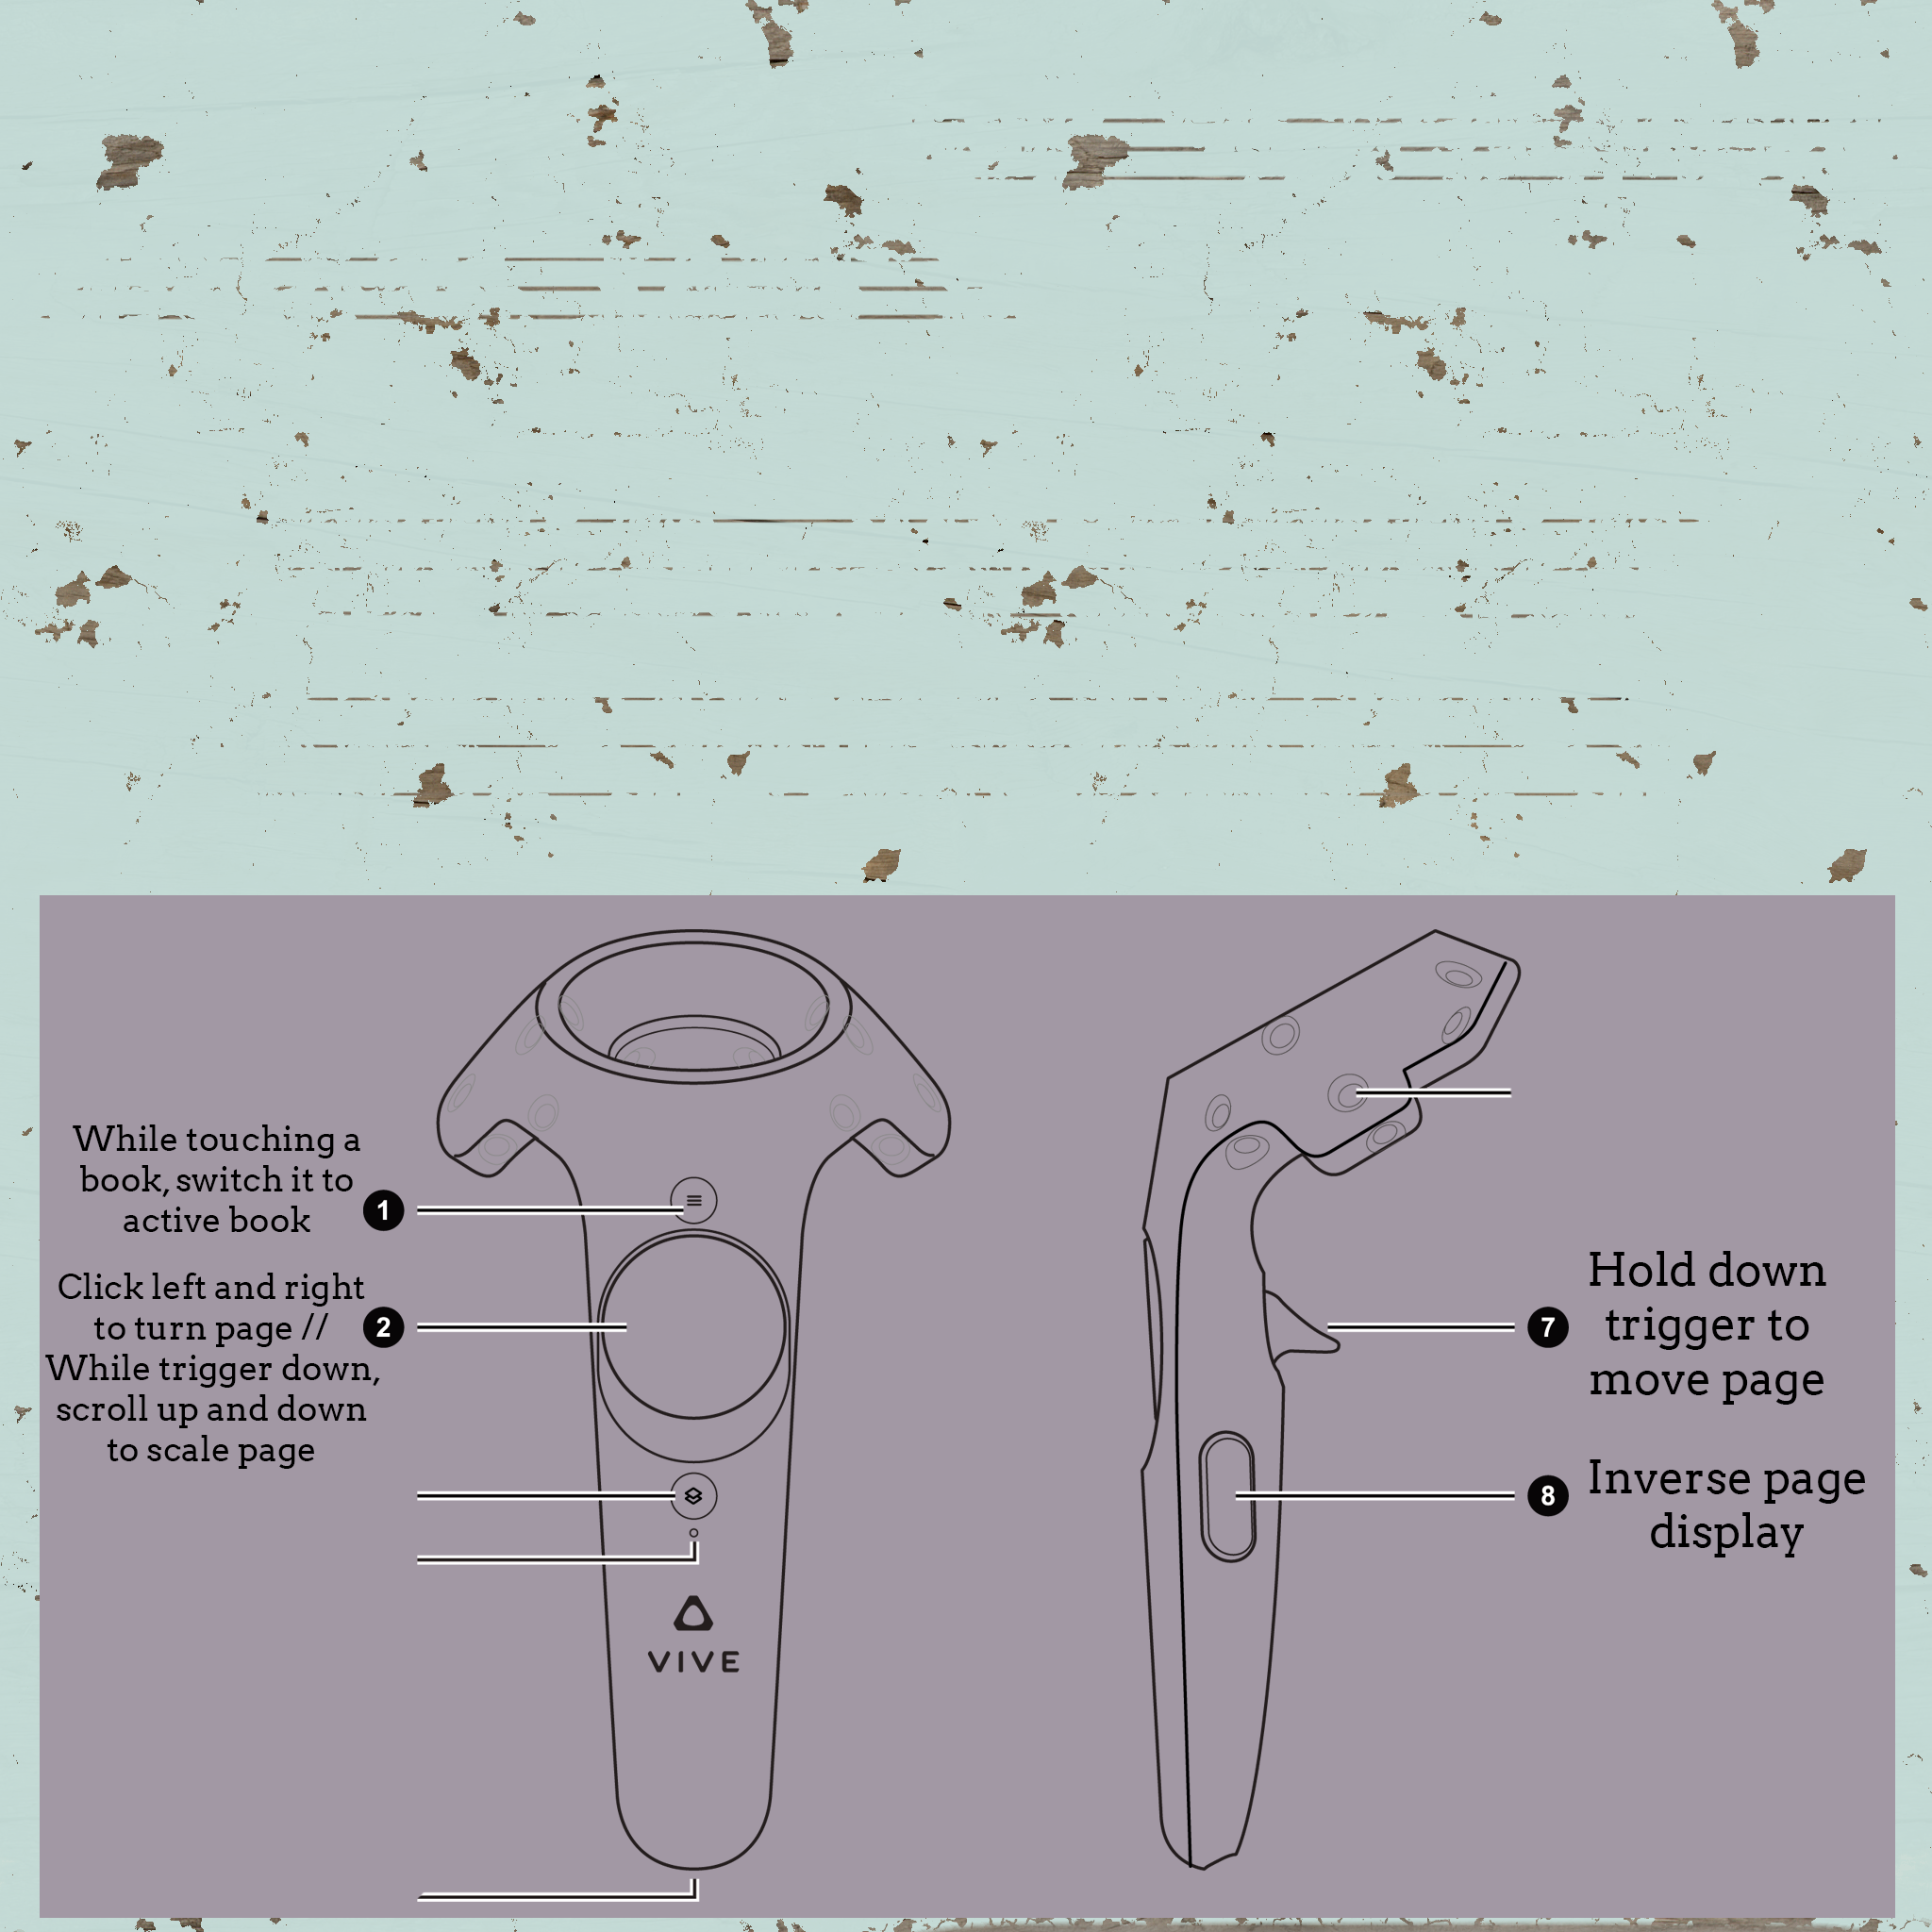 While touching a
book, switch it to
active book
1
Click left and right
to turn page //
While trigger down,
scroll up and down
to scale page
2
VIVE
7
Hold down
trigger to
move page
8
Inverse page
display